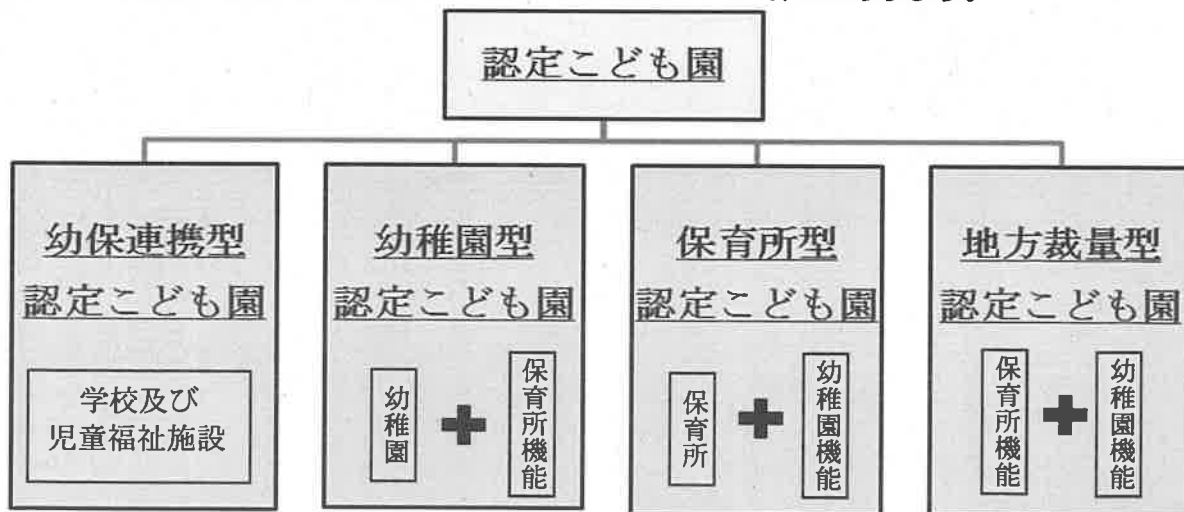 認定こども園
幼保連携型
認定こども園
学校及び
児童福祉施設
幼稚園型
認定こども園
幼稚園
保育所機能
保育所型
認定こども園
保育所
幼稚園機能
地方裁量型
認定こども園
保育所機能
幼稚園機能